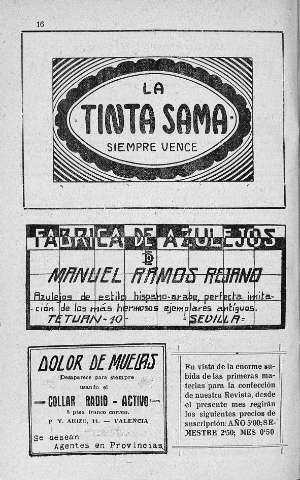 16
LA
TINTA SAMA
SIEMPRE VENCE
FABRICA DE AZULEJOS
DE
MANUEL RAMOS REJANO
Azulejos de estilo hispano-arabe, perfecta imita-
ción de los más hermosos ejemplares antiguos.
TETUAN-10- -SEVILLA-
DOLOR DE MUELAS
Desaparece para siempre
usando el
COLLAR RADIO-ACTIVO
5 ptas franco correo.
P. V. 11.-VALENCIA
Se desean
Agentes en Provincias
En vista de la enorme su-
bida de las primeras ma-
terias para la confección
de nuestra Revista, desde
el presente mes regirán
los siguientes precios de
suscripción: AÑO 5'00; SE-
MESTRE 2'50; MES 0'50